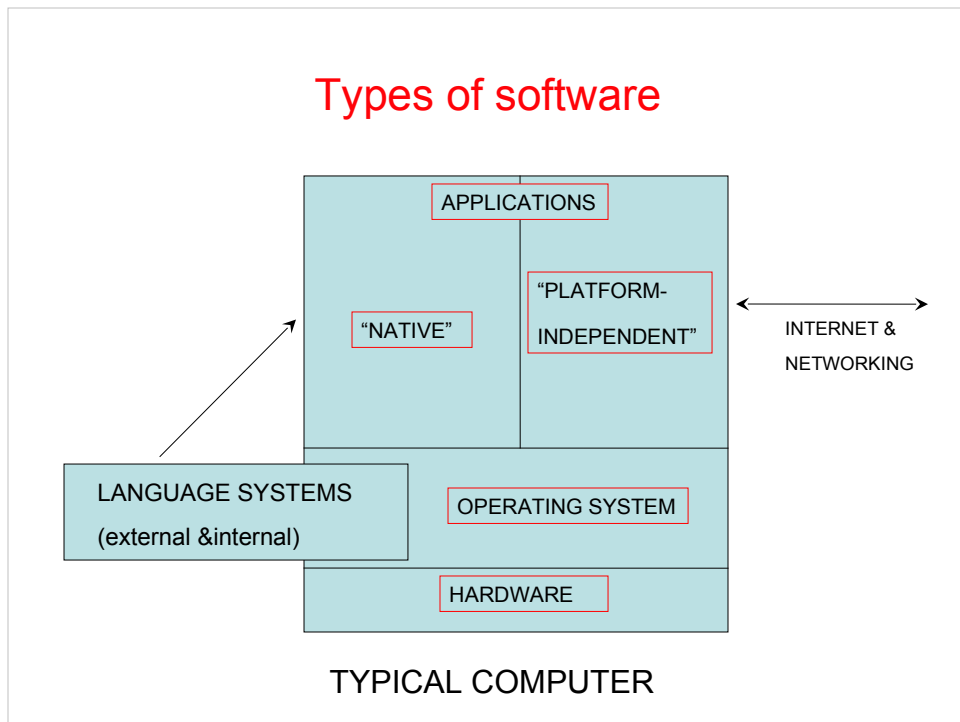 Types of software
APPLICATIONS
“NATIVE”
“PLATFORM-
INDEPENDENT”
INTERNET &
NETWORKING
LANGUAGE SYSTEMS
(external &internal)
OPERATING SYSTEM
HARDWARE
TYPICAL COMPUTER